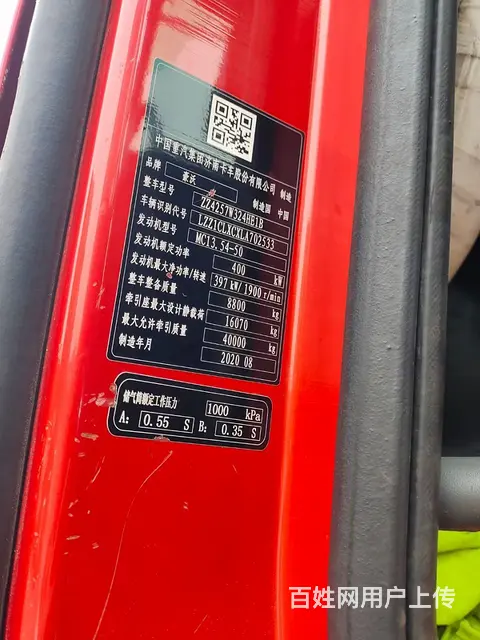 中国重汽集团济南卡车股份有限公司 制造
品牌 豪沃 制造国 中国
整车型号 ZZ4257W324HE1B
车辆识别代号 LZZ1CLXCXLA702533
发动机型号 MC13.54-50
发动机额定功率 400 kW
发动机最大净功率/转速 397 kW/ 1900 r/min
整车整备质量 8800 kg
牵引座最大设计静载荷 16070 kg
最大允许牵引质量 40000 kg
制造年月 2020 08
储气筒额定工作压力 1000 kPa
A: 0.55 S B: 0.35 S
百姓网用户上传